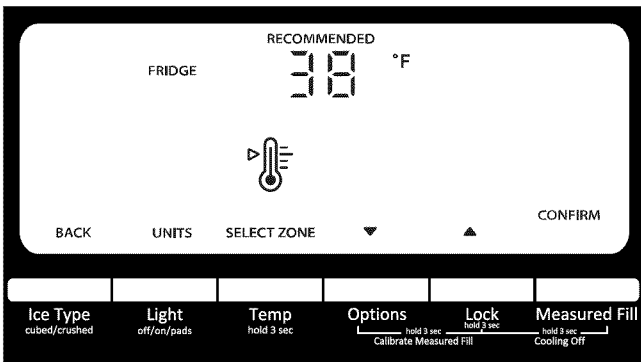 RECOMMENDED
FRIDGE 38 °F
BACK UNITS SELECT ZONE ▼ ▲ CONFIRM
Ice Type Light Temp Options Lock Measured Fill
cubed/crushed off/on/pads hold 3 sec hold 3 sec hold 3 sec hold 3 sec
Calibrate Measured Fill Cooling Off